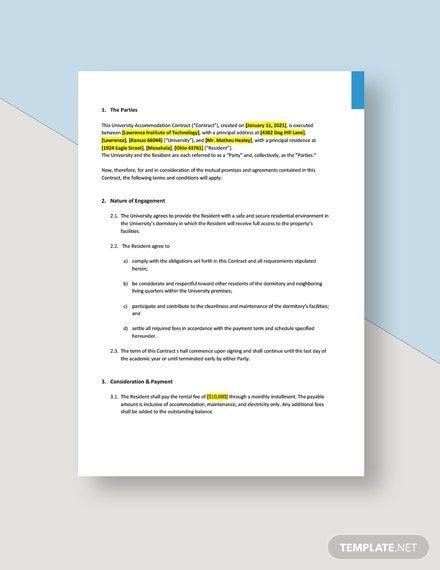 1. The Parties
This University Accommodation Contract ("Contract"), created on [January 11, 2021], is executed
between [Lawrence Institute of Technology], with a principal address at [4382 Dog Hill Lane],
[Lawrence], [Kansas 66044] ("University"), and [Mr. Matheu Healey], with a principal residence at
[1924 Eagle Street], [Moxahala], [Ohio 43761] ("Resident").
The University and the Resident are each referred to as a "Party" and, collectively, as the "Parties."
Now, therefore, for and in consideration of the mutual promises and agreements contained in this
Contract, the following terms and conditions will apply:
2. Nature of Engagement
2.1. The University agrees to provide the Resident with a safe and secure residential environment in
the University's dormitory in which the Resident will receive full access to the property's
facilities.
2.2. The Resident agree to
a) comply with the obligations set forth in this Contract and all requirements stipulated
herein;
b) be considerate and respectful toward other residents of the dormitory and neighboring
living quarters within the University premises;
c) participate and contribute to the cleanliness and maintenance of the dormitory's facilities;
and
d) settle all required fees in accordance with the payment term and schedule specified
hereunder.
2.3. The term of this Contract s hall commence upon signing and shall continue until the last day of
the academic year or until terminated early by either Party.
3. Consideration & Payment
3.1. The Resident shall pay the rental fee of [$10,000] through a monthly installment. The payable
amount is inclusive of accommodation, maintenance, and electricity only. Any additional fees
shall be added to the outstanding balance.
TEMPLATE.NET